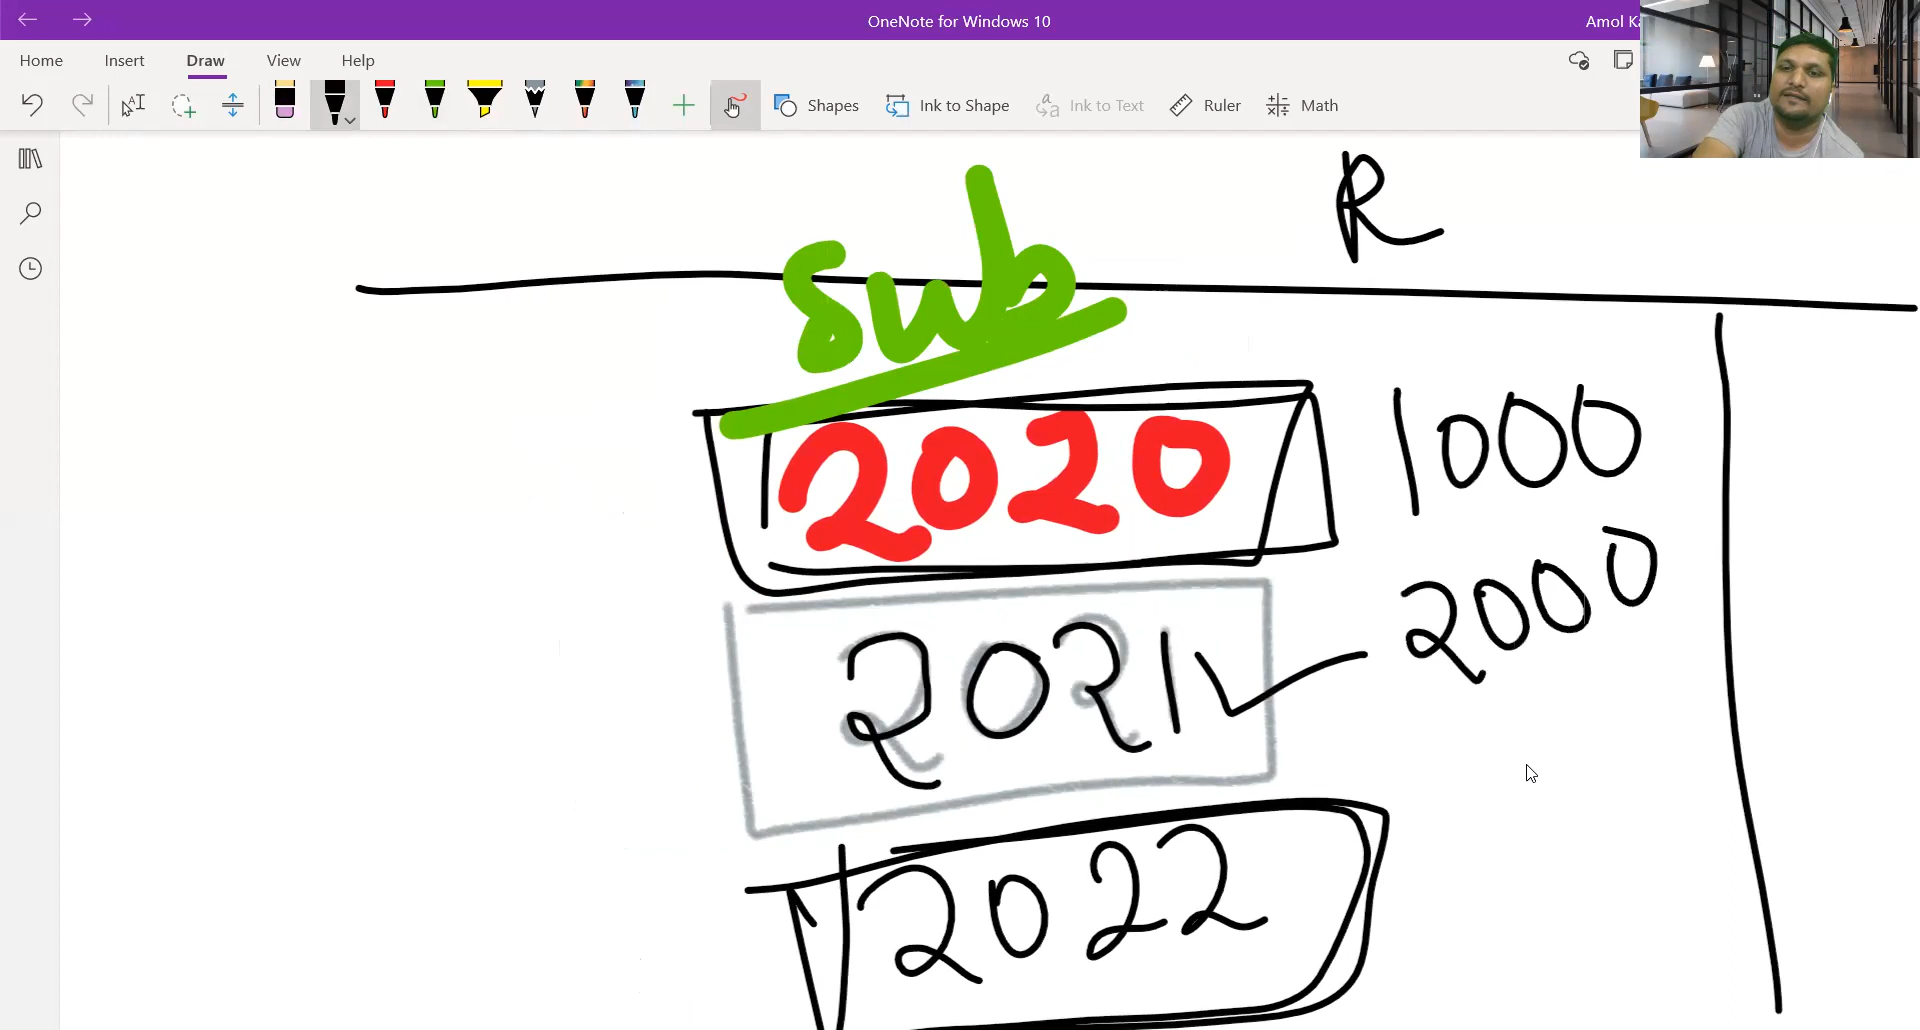 OneNote for Windows 10
Amol
Home Insert Draw View Help
Shapes Ink to Shape Ink to Text Ruler Math
R
sub
2020 1000
2021 2000
2022